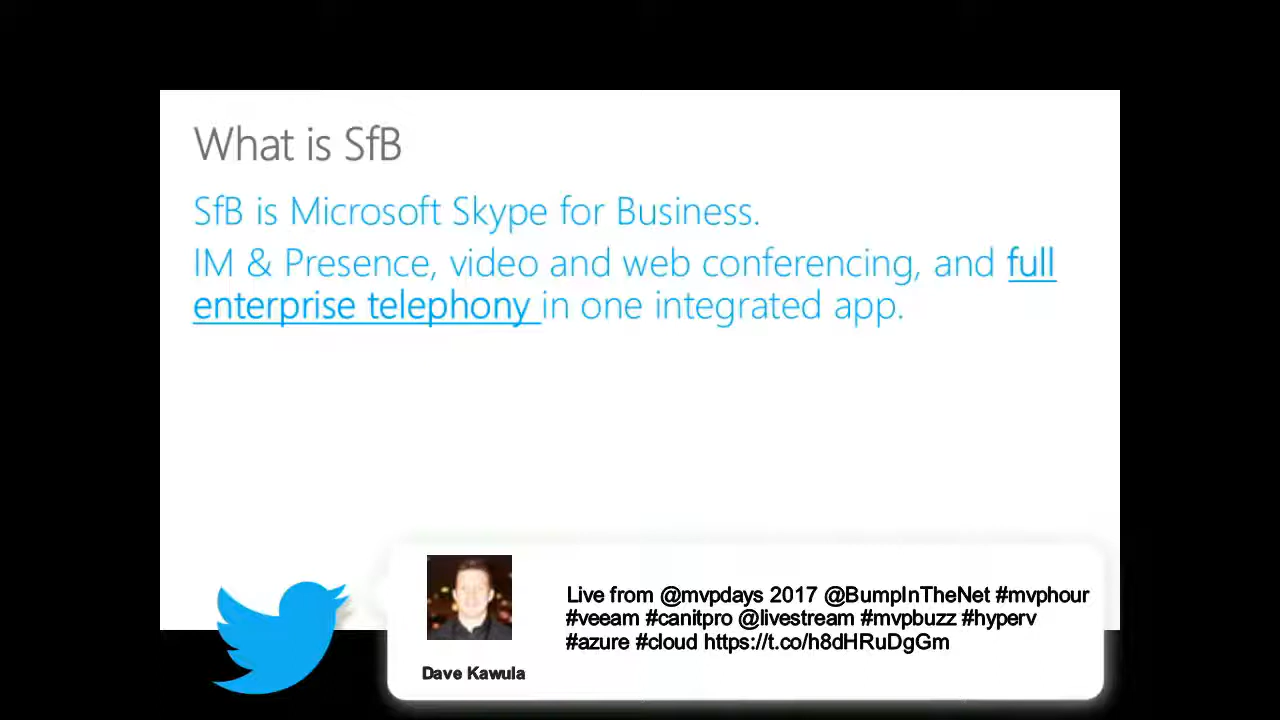 What is SfB
SfB is Microsoft Skype for Business.
IM & Presence, video and web conferencing, and full
enterprise telephony in one integrated app.
Live from @mvpdays 2017 @BumpInTheNet #mvphour
#veeam #canitpro @livestream #mvpbuzz #hyperv
#azure #cloud https://t.co/h8dHRuDgGm
Dave Kawula